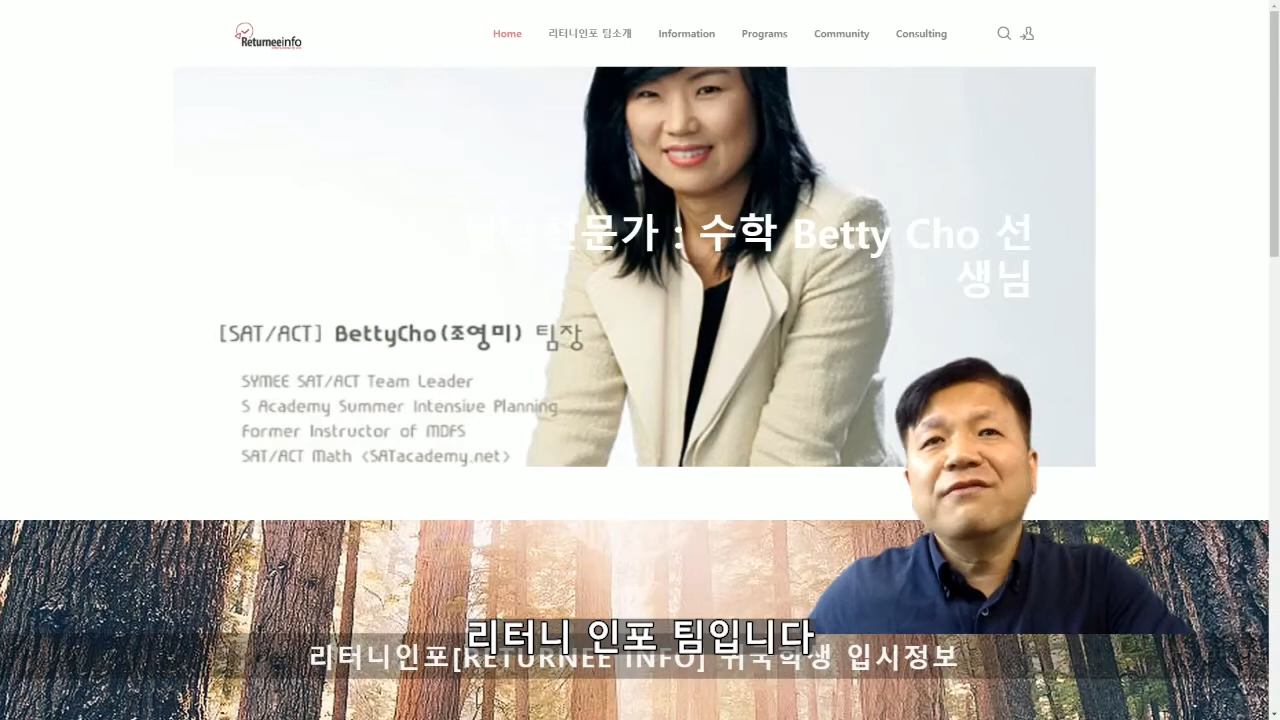 Returneeinfo
Home 리터니인포 팀소개 Information Programs Community Consulting
전문가 : 수학 Betty Cho 선
생님
[SAT/ACT] BettyCho(조영미) 팀장
SYMEE SAT/ACT Team Leader
S Academy Summer Intensive Planning
Former Instructor of MDFS
SAT/ACT Math <SATacademy.net>
리터니 인포 팀입니다
리터니인포[RETURNEE INFO] 귀국학생 입시정보